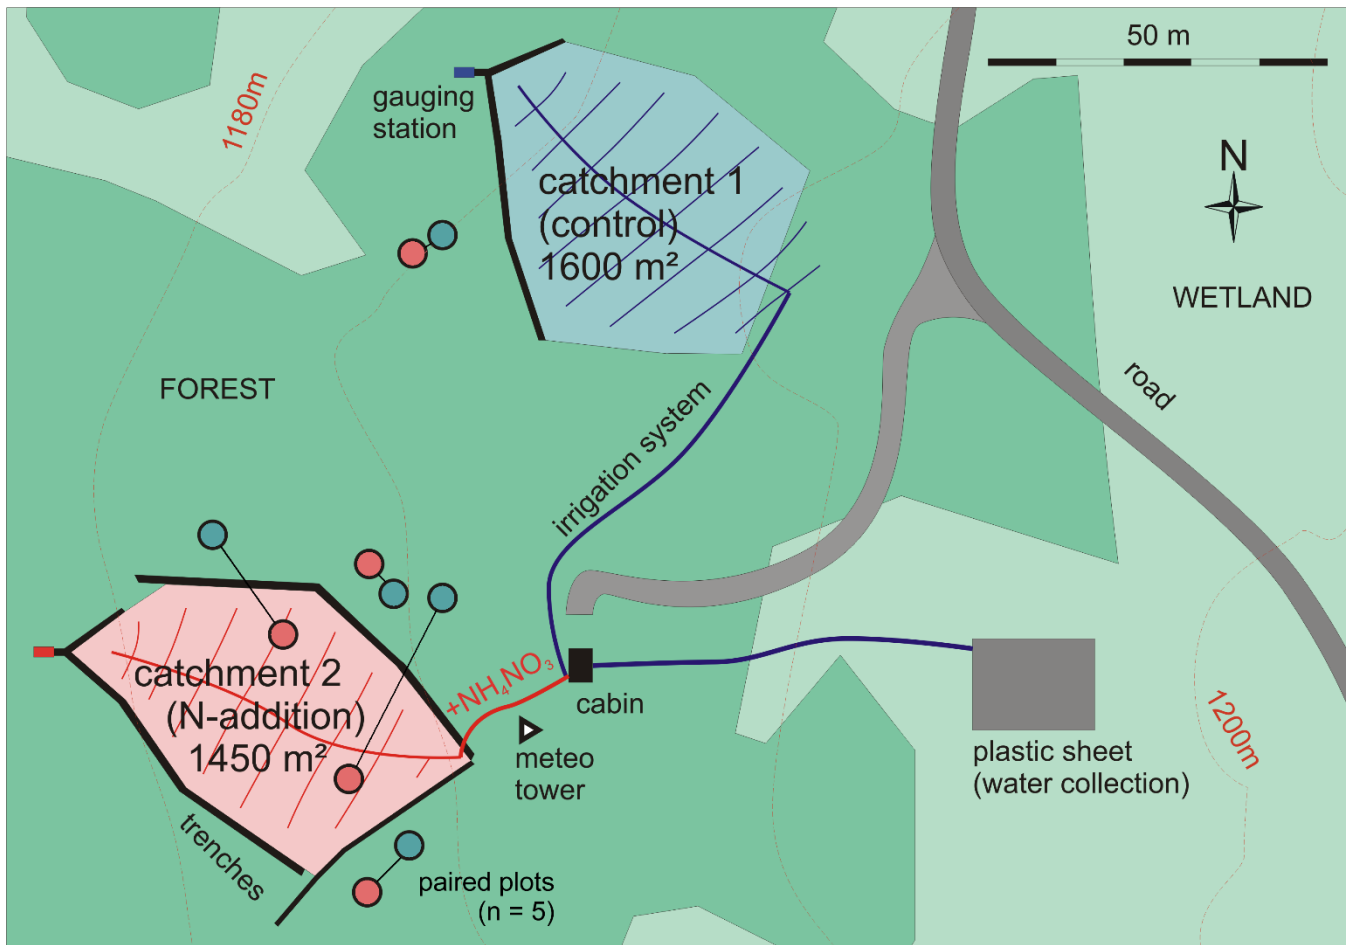 50 m
1180m
gauging
station
N
catchment 1
(control)
1600 m²
WETLAND
FOREST
road
irrigation system
catchment 2
(N-addition)
1450 m²
+NH₄NO₃
cabin
meteo
tower
plastic sheet
(water collection)
1200m
trenches
paired plots
(n = 5)